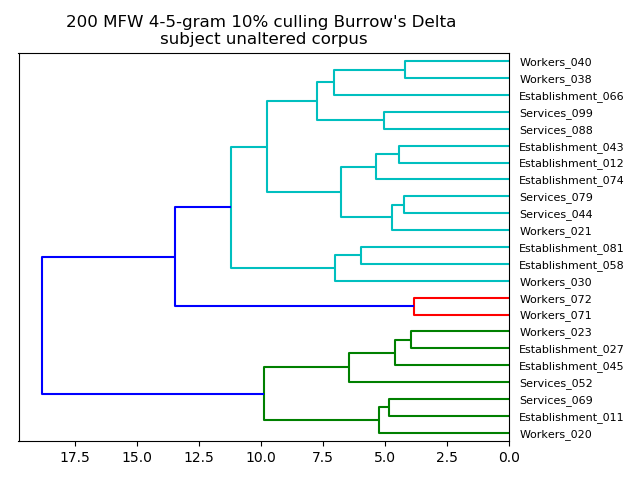 200 MFW 4-5-gram 10% culling Burrow's Delta
subject unaltered corpus
Workers_040
Workers_038
Establishment_066
Services_099
Services_088
Establishment_043
Establishment_012
Establishment_074
Services_079
Services_044
Workers_021
Establishment_081
Establishment_058
Workers_030
Workers_072
Workers_071
Workers_023
Establishment_027
Establishment_045
Services_052
Services_069
Establishment_011
Workers_020
17.5 15.0 12.5 10.0 7.5 5.0 2.5 0.0